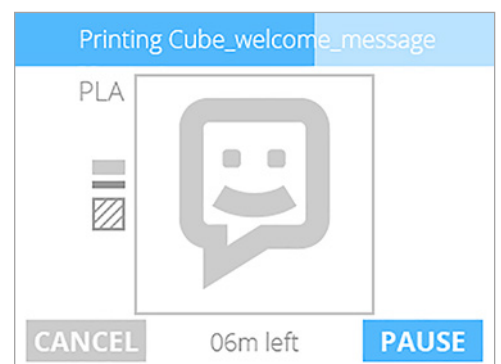 Printing Cube_welcome_message
PLA
CANCEL
06m left
PAUSE